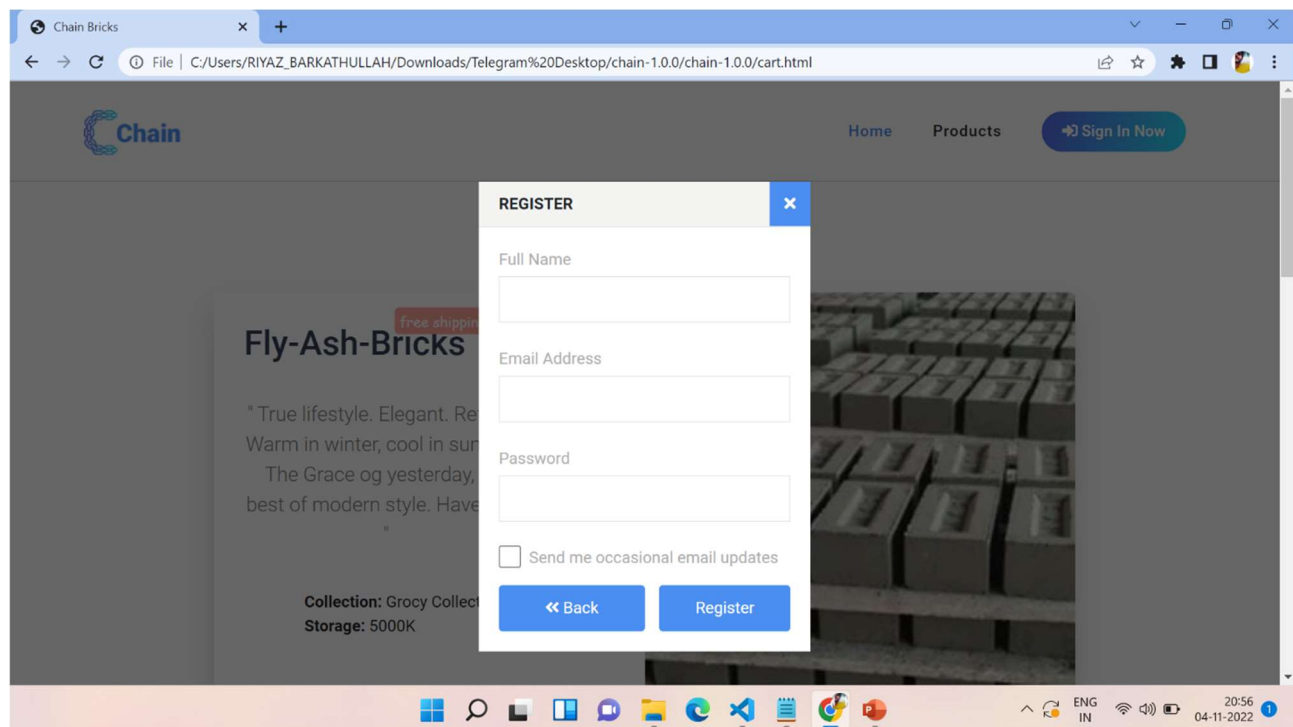 Chain Bricks
File | C:/Users/RIYAZ_BARKATHULLAH/Downloads/Telegram%20Desktop/chain-1.0.0/chain-1.0.0/cart.html
Chain
Home
Products
Sign In Now
REGISTER
Full Name
Email Address
Password
Send me occasional email updates
Back
Register
free shippin
Fly-Ash-Bricks
" True lifestyle. Elegant. Re
Warm in winter, cool in sun
The Grace og yesterday,
best of modern style. Have
"
Collection: Grocy Collect
Storage: 5000K
ENG
IN
20:56
04-11-2022
1